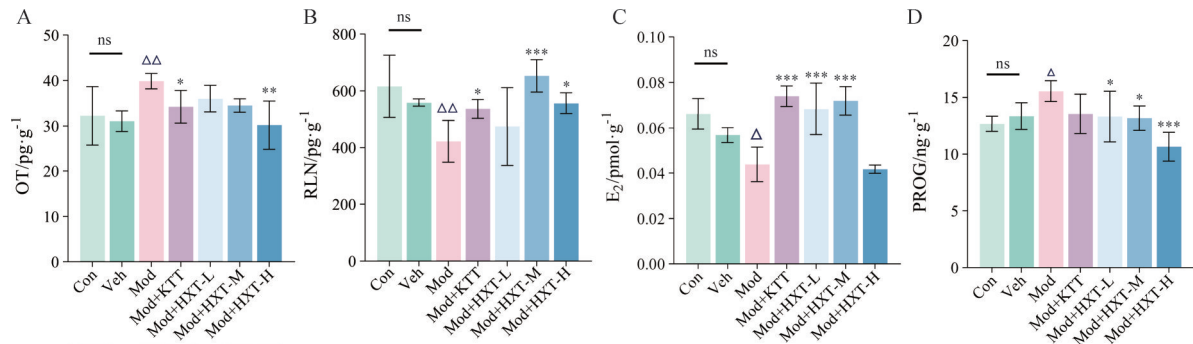 A
ns
ΔΔ
*
**
OT/pg·g⁻¹
50
40
30
20
10
0
Con
Veh
Mod
Mod+KTT
Mod+HXT-L
Mod+HXT-M
Mod+HXT-H
B
ns
ΔΔ
*
***
*
RLN/pg·g⁻¹
800
600
400
200
0
Con
Veh
Mod
Mod+KTT
Mod+HXT-L
Mod+HXT-M
Mod+HXT-H
C
ns
Δ
***
***
***
E₂/pmol·g⁻¹
0.10
0.08
0.06
0.04
0.02
0.00
Con
Veh
Mod
Mod+KTT
Mod+HXT-L
Mod+HXT-M
Mod+HXT-H
D
ns
Δ
*
*
***
PROG/ng·g⁻¹
20
15
10
5
0
Con
Veh
Mod
Mod+KTT
Mod+HXT-L
Mod+HXT-M
Mod+HXT-H